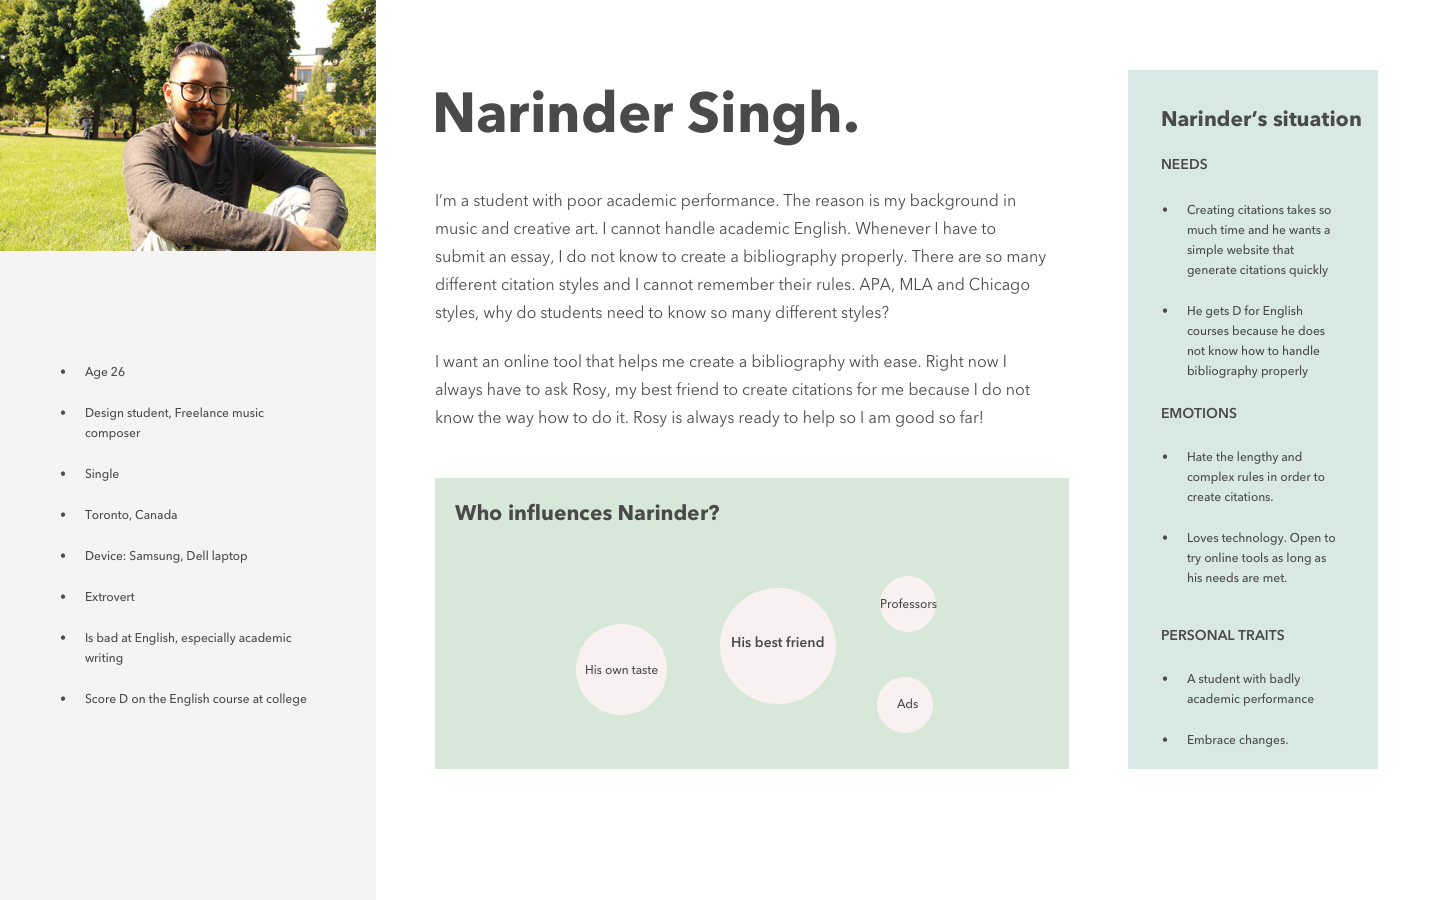 Narinder Singh.
I’m a student with poor academic performance. The reason is my background in
music and creative art. I cannot handle academic English. Whenever I have to
submit an essay, I do not know to create a bibliography properly. There are so many
different citation styles and I cannot remember their rules. APA, MLA and Chicago
styles, why do students need to know so many different styles?
I want an online tool that helps me create a bibliography with ease. Right now I
always have to ask Rosy, my best friend to create citations for me because I do not
know the way how to do it. Rosy is always ready to help so I am good so far!
• Age 26
• Design student, Freelance music
composer
• Single
• Toronto, Canada
• Device: Samsung, Dell laptop
• Extrovert
• Is bad at English, especially academic
writing
• Score D on the English course at college
Who influences Narinder?
His own taste
His best friend
Professors
Ads
Narinder’s situation
NEEDS
• Creating citations takes so
much time and he wants a
simple website that
generate citations quickly
• He gets D for English
courses because he does
not know how to handle
bibliography properly
EMOTIONS
• Hate the lengthy and
complex rules in order to
create citations.
• Loves technology. Open to
try online tools as long as
his needs are met.
PERSONAL TRAITS
• A student with badly
academic performance
• Embrace changes.